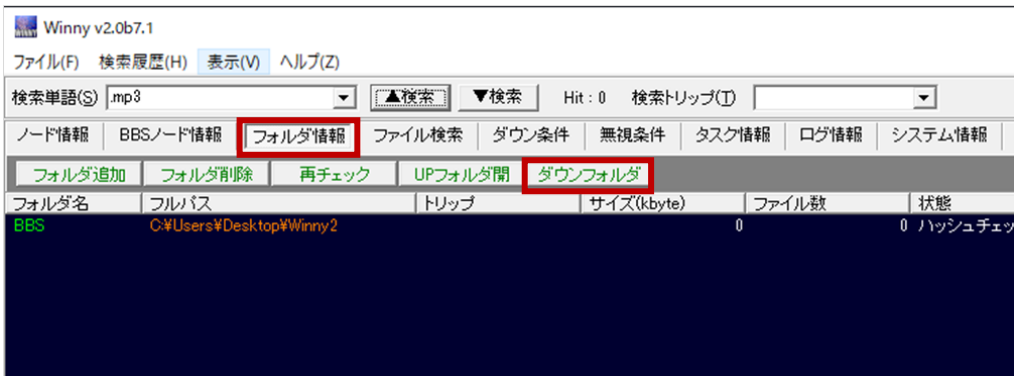 Winny v2.0b7.1
ファイル(F) 検索履歴(H) 表示(V) ヘルプ(Z)
検索単語(S) .mp3 ▲検索 ▼検索 Hit : 0 検索トリップ(T)
ノード情報 BBSノード情報 フォルダ情報 ファイル検索 ダウン条件 無視条件 タスク情報 ログ情報 システム情報
フォルダ追加 フォルダ削除 再チェック UPフォルダ開 ダウンフォルダ
フォルダ名 フルパス トリップ サイズ(kbyte) ファイル数 状態
BBS C:¥Users¥Desktop¥Winny2 0 0 ハッシュチェッ